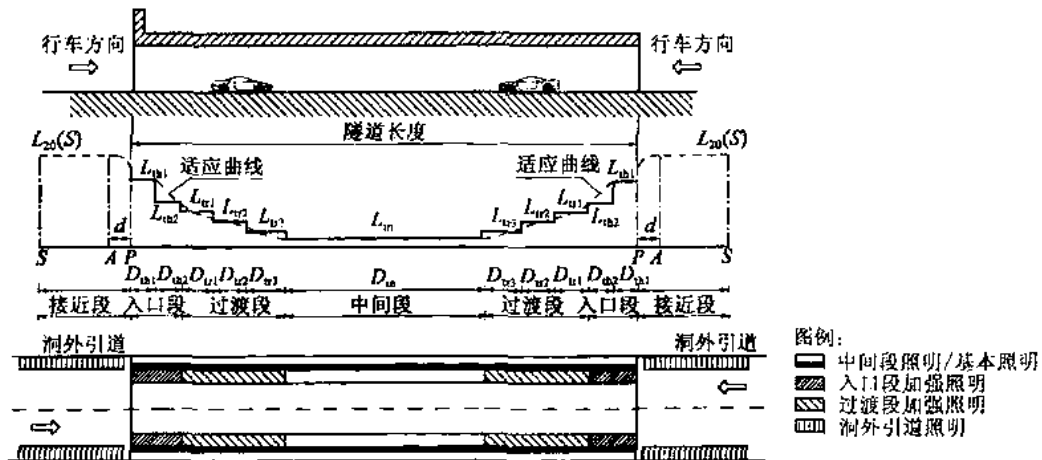 行车方向
行车方向
隧道长度
L20(S)
L20(S)
适应曲线
适应曲线
Lth1
Lth1
Lth2
Ltr1
Ltr2
Ltr3
Lin
Ltr3
Ltr2
Ltr1
Lth2
d
d
S A P
P A S
Dth1 Dth2 Dtr1 Dtr2 Dtr3 Din Dtr3 Dtr2 Dtr1 Dth2 Dth1
接近段 入口段 过渡段 中间段 过渡段 入口段 接近段
洞外引道
洞外引道
图例:
中间段照明/基本照明
入口段加强照明
过渡段加强照明
洞外引道照明